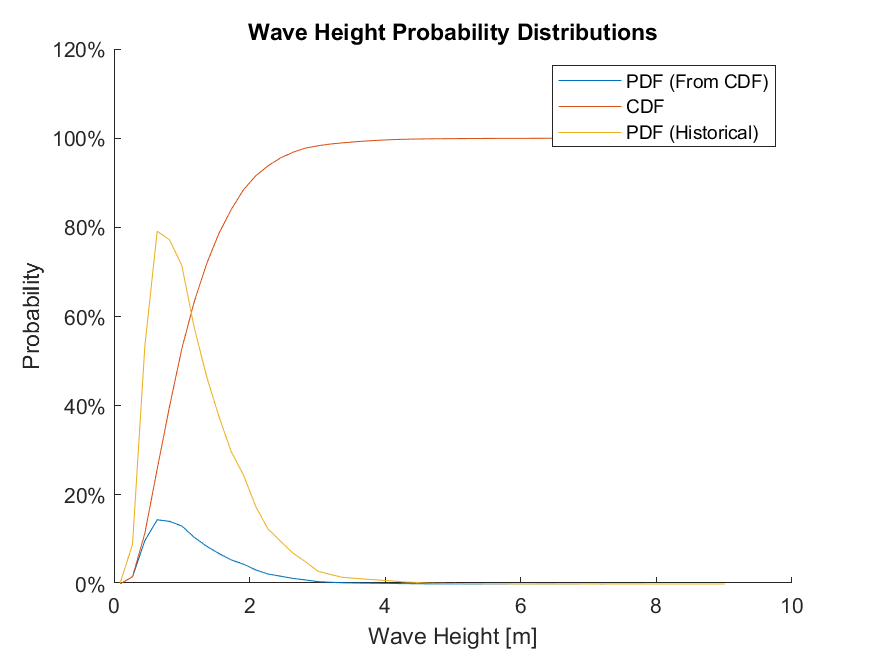 Wave Height Probability Distributions
120%
100%
80%
60%
40%
20%
0%
Probability
PDF (From CDF)
CDF
PDF (Historical)
0
2
4
6
8
10
Wave Height [m]